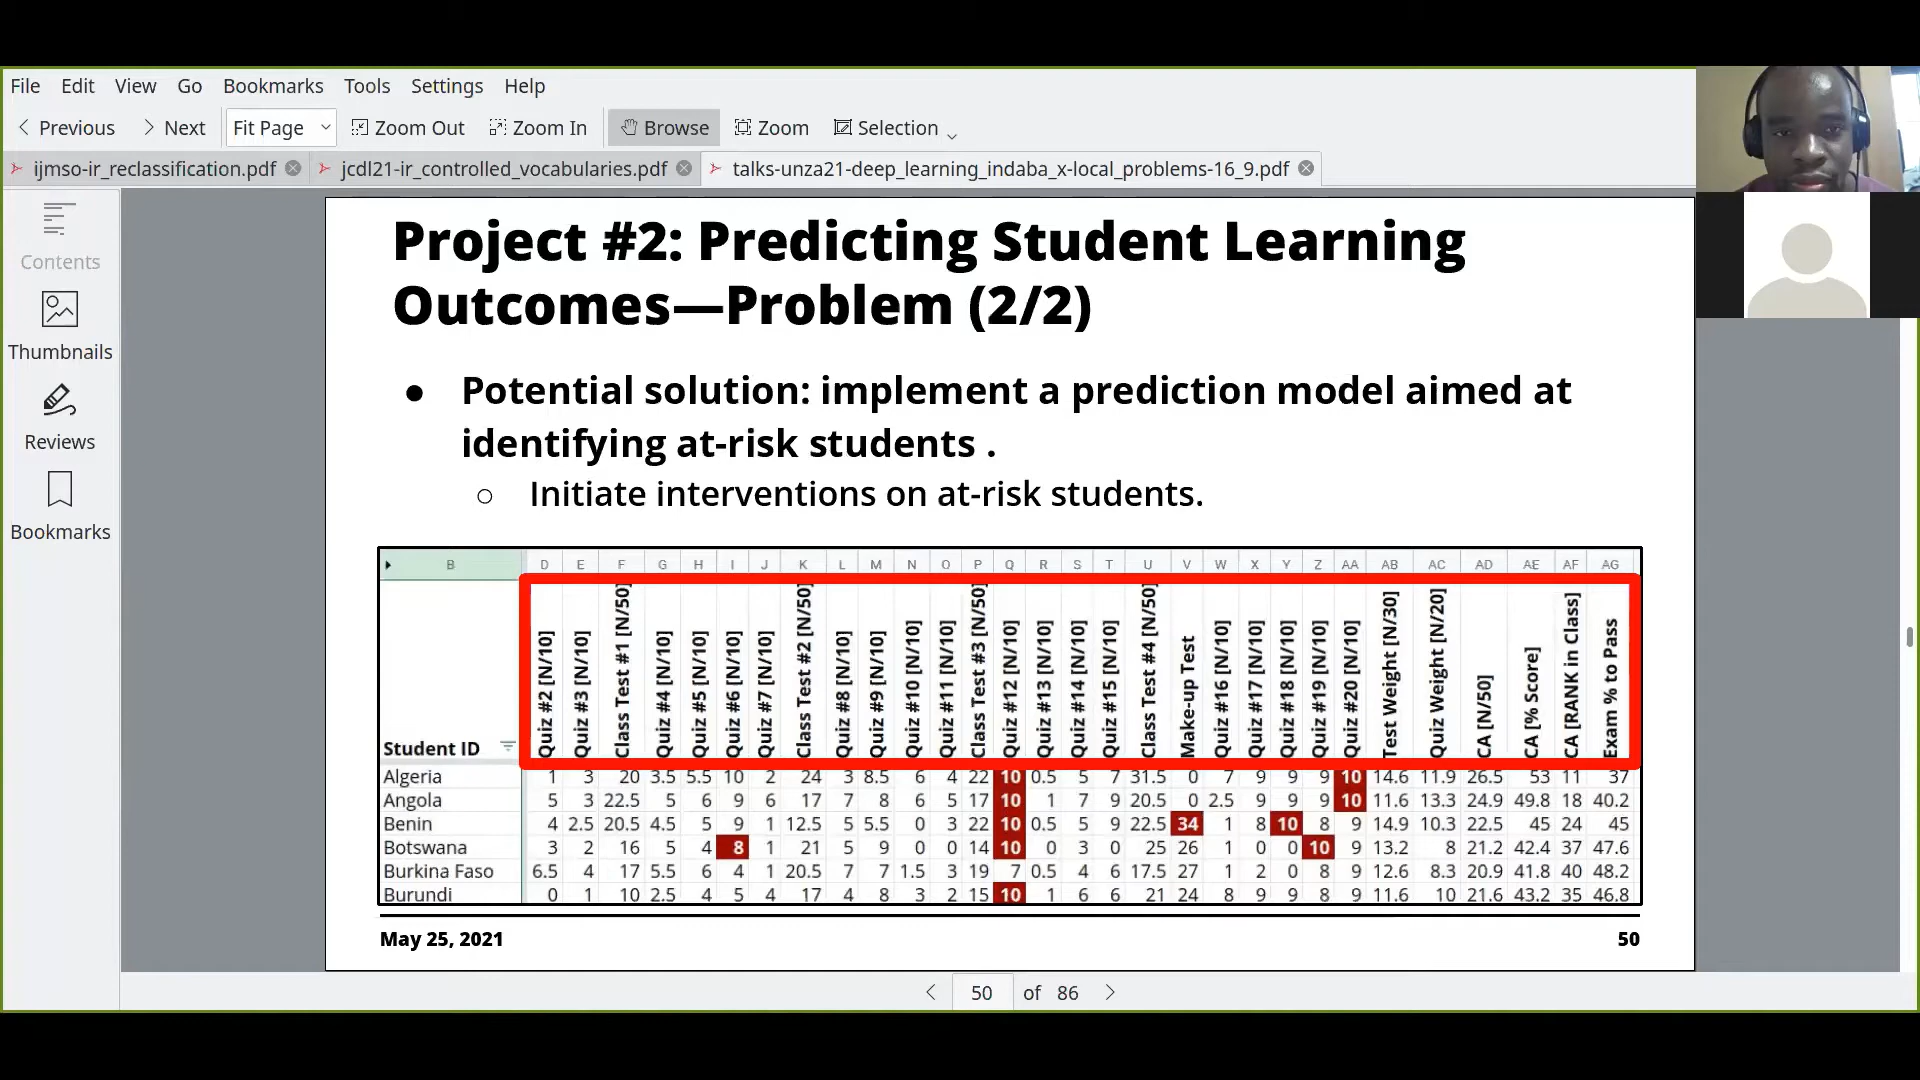 File Edit View Go Bookmarks Tools Settings Help
Previous Next Fit Page Zoom Out Zoom In Browse Zoom Selection
ijmso-ir_reclassification.pdf jcdl21-ir_controlled_vocabularies.pdf talks-unza21-deep_learning_indaba_x-local_problems-16_9.pdf
Contents
Thumbnails
Reviews
Bookmarks
Project #2: Predicting Student Learning
Outcomes—Problem (2/2)
● Potential solution: implement a prediction model aimed at
identifying at-risk students .
○ Initiate interventions on at-risk students.
B D E F G H I J K L M N O P Q R S T U V W X Y Z AA AB AC AD AE AF AG
Student ID Quiz #2 [N/10] Quiz #3 [N/10] Class Test #1 [N/50] Quiz #4 [N/10] Quiz #5 [N/10] Quiz #6 [N/10] Quiz #7 [N/10] Class Test #2 [N/50] Quiz #8 [N/10] Quiz #9 [N/10] Quiz #10 [N/10] Quiz #11 [N/10] Class Test #3 [N/50] Quiz #12 [N/10] Quiz #13 [N/10] Quiz #14 [N/10] Quiz #15 [N/10] Class Test #4 [N/50] Make-up Test Quiz #16 [N/10] Quiz #17 [N/10] Quiz #18 [N/10] Quiz #19 [N/10] Quiz #20 [N/10] Test Weight [N/30] Quiz Weight [N/20] CA [N/50] CA [% Score] CA [RANK in Class] Exam % to Pass
Algeria 1 3 20 3.5 5.5 10 2 24 3 8.5 6 4 22 10 0.5 5 7 31.5 0 7 9 9 9 10 14.6 11.9 26.5 53 11 37
Angola 5 3 22.5 5 6 9 6 17 7 8 6 5 17 10 1 7 9 20.5 0 2.5 9 9 9 10 11.6 13.3 24.9 49.8 18 40.2
Benin 4 2.5 20.5 4.5 5 9 1 12.5 5 5.5 0 3 22 10 0.5 5 9 22.5 34 1 8 10 8 9 14.9 10.3 22.5 45 24 45
Botswana 3 2 16 5 4 8 1 21 5 9 0 0 14 10 0 3 0 25 26 1 0 0 10 9 13.2 8 21.2 42.4 37 47.6
Burkina Faso 6.5 4 17 5.5 6 4 1 20.5 7 7 1.5 3 19 7 0.5 4 6 17.5 27 1 2 0 8 9 12.6 8.3 20.9 41.8 40 48.2
Burundi 0 1 10 2.5 4 5 4 17 4 8 3 2 15 10 1 6 6 21 24 8 9 9 8 9 11.6 10 21.6 43.2 35 46.8
May 25, 2021 50
50 of 86